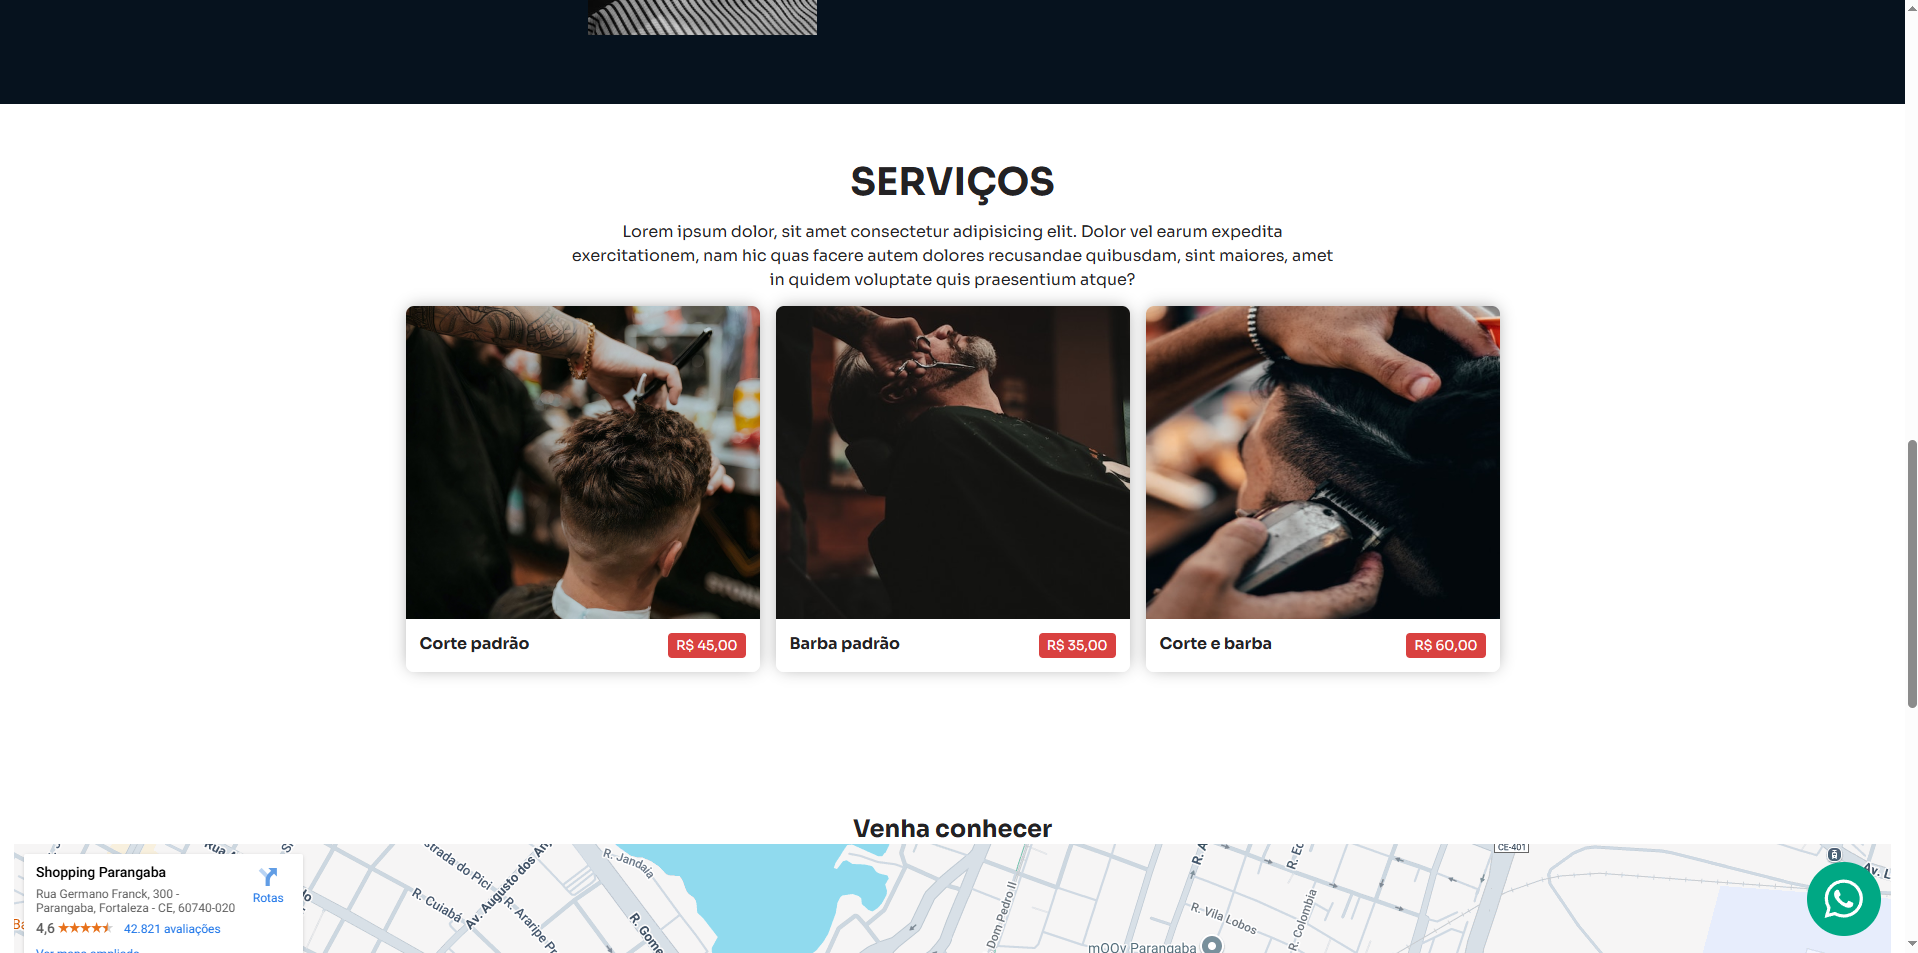 SERVIÇOS
Lorem ipsum dolor, sit amet consectetur adipisicing elit. Dolor vel earum expedita
exercitationem, nam hic quas facere autem dolores recusandae quibusdam, sint maiores, amet
in quidem voluptate quis praesentium atque?
Corte padrão
R$ 45,00
Barba padrão
R$ 35,00
Corte e barba
R$ 60,00
Venha conhecer
Shopping Parangaba
Rua Germano Franck, 300 -
Parangaba, Fortaleza - CE, 60740-020
4,6
42.821 avaliações
Ver mapa ampliado
Rotas
R. Cuiabá
Av. Augusto dos An
R. Araripe
R. Jandaia
R. Gome
Dom Pedro II
R. Vila Lobos
R. Colombia
mOOv Parangaba
CE-401
Av. L